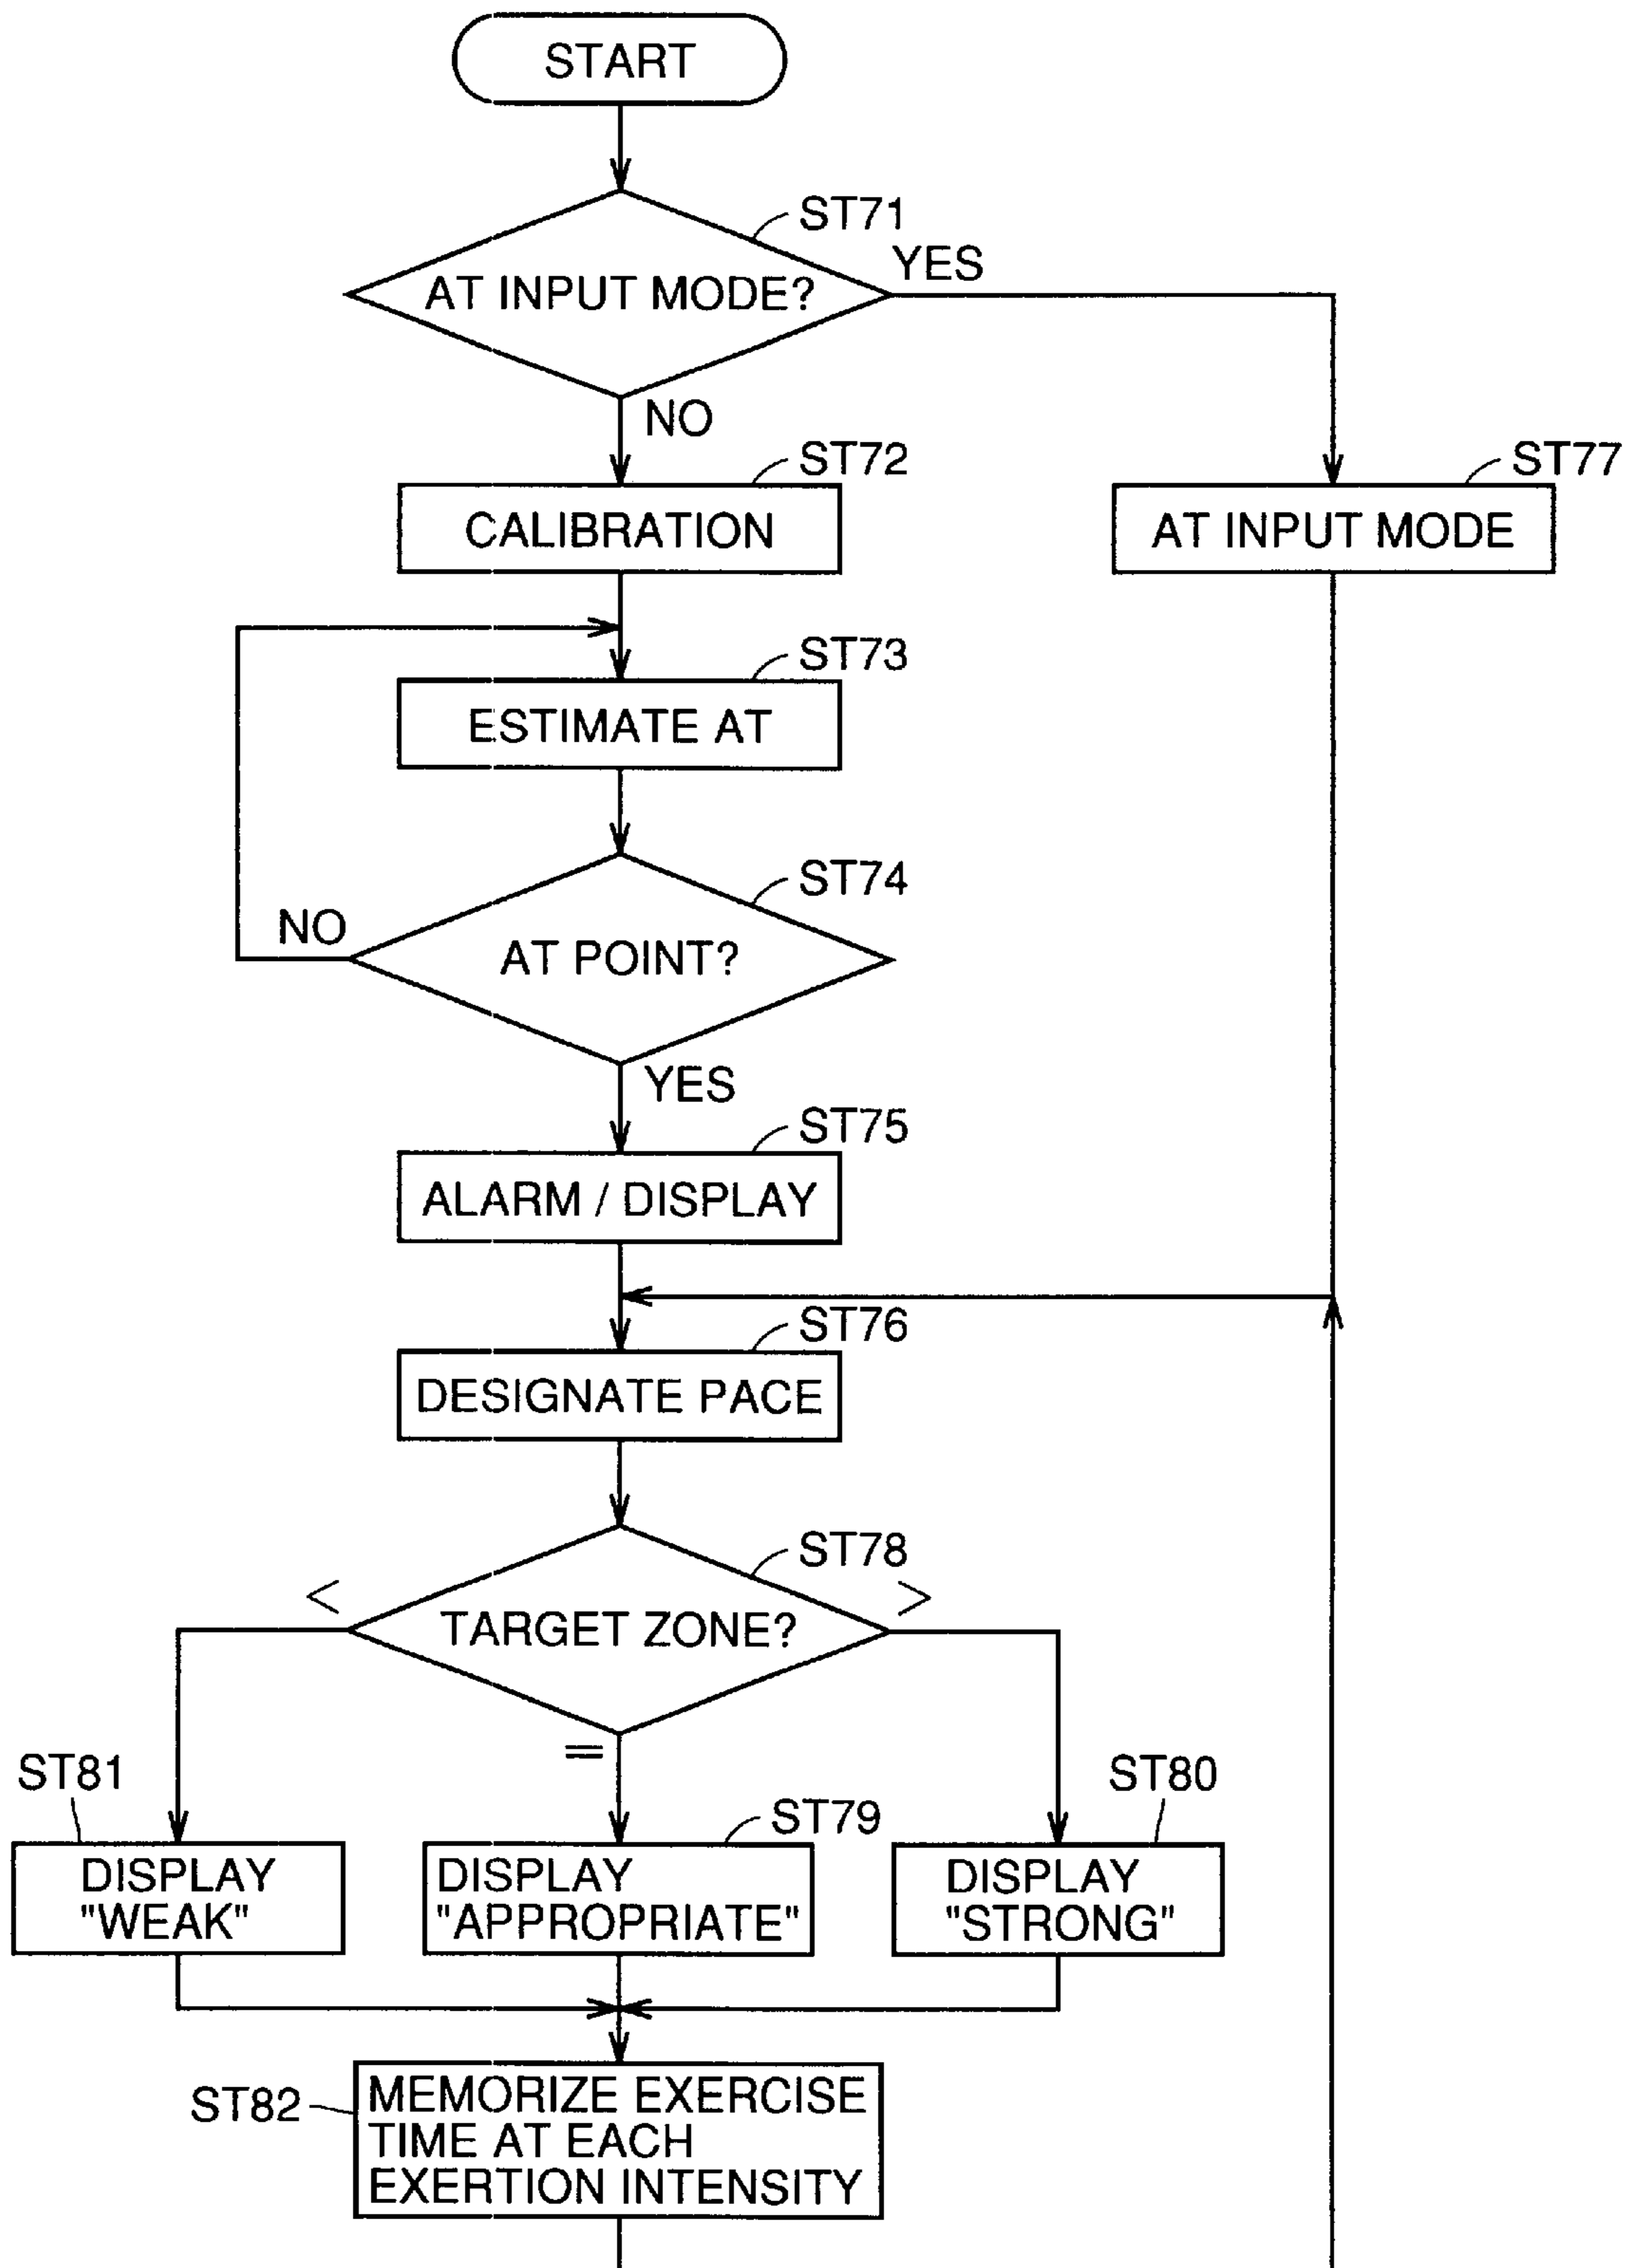 START
ST71
AT INPUT MODE?
YES
NO
ST72
CALIBRATION
ST77
AT INPUT MODE
ST73
ESTIMATE AT
ST74
AT POINT?
NO
YES
ST75
ALARM / DISPLAY
ST76
DESIGNATE PACE
ST78
TARGET ZONE?
<
>
=
ST81
DISPLAY
"WEAK"
ST79
DISPLAY
"APPROPRIATE"
ST80
DISPLAY
"STRONG"
ST82
MEMORIZE EXERCISE
TIME AT EACH
EXERTION INTENSITY